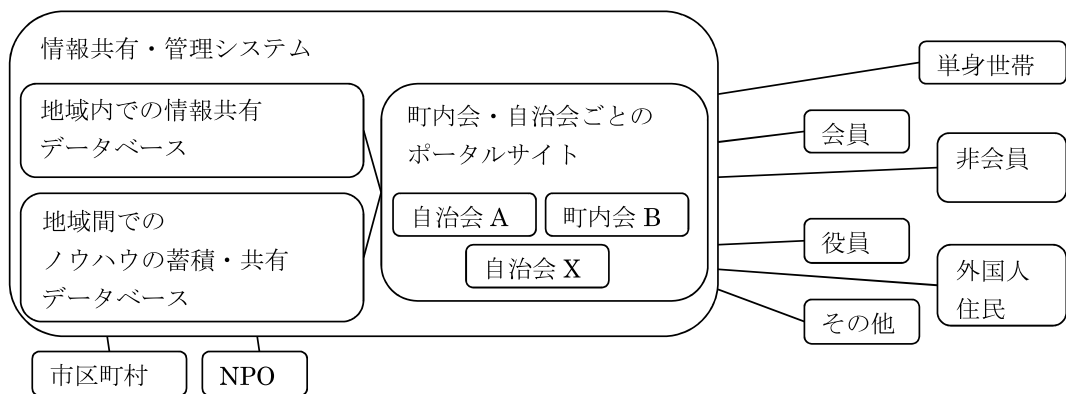 情報共有・管理システム
地域内での情報共有
データベース
地域間での
ノウハウの蓄積・共有
データベース
町内会・自治会ごとの
ポータルサイト
自治会 A
町内会 B
自治会 X
単身世帯
会員
非会員
役員
外国人
住民
その他
市区町村
NPO